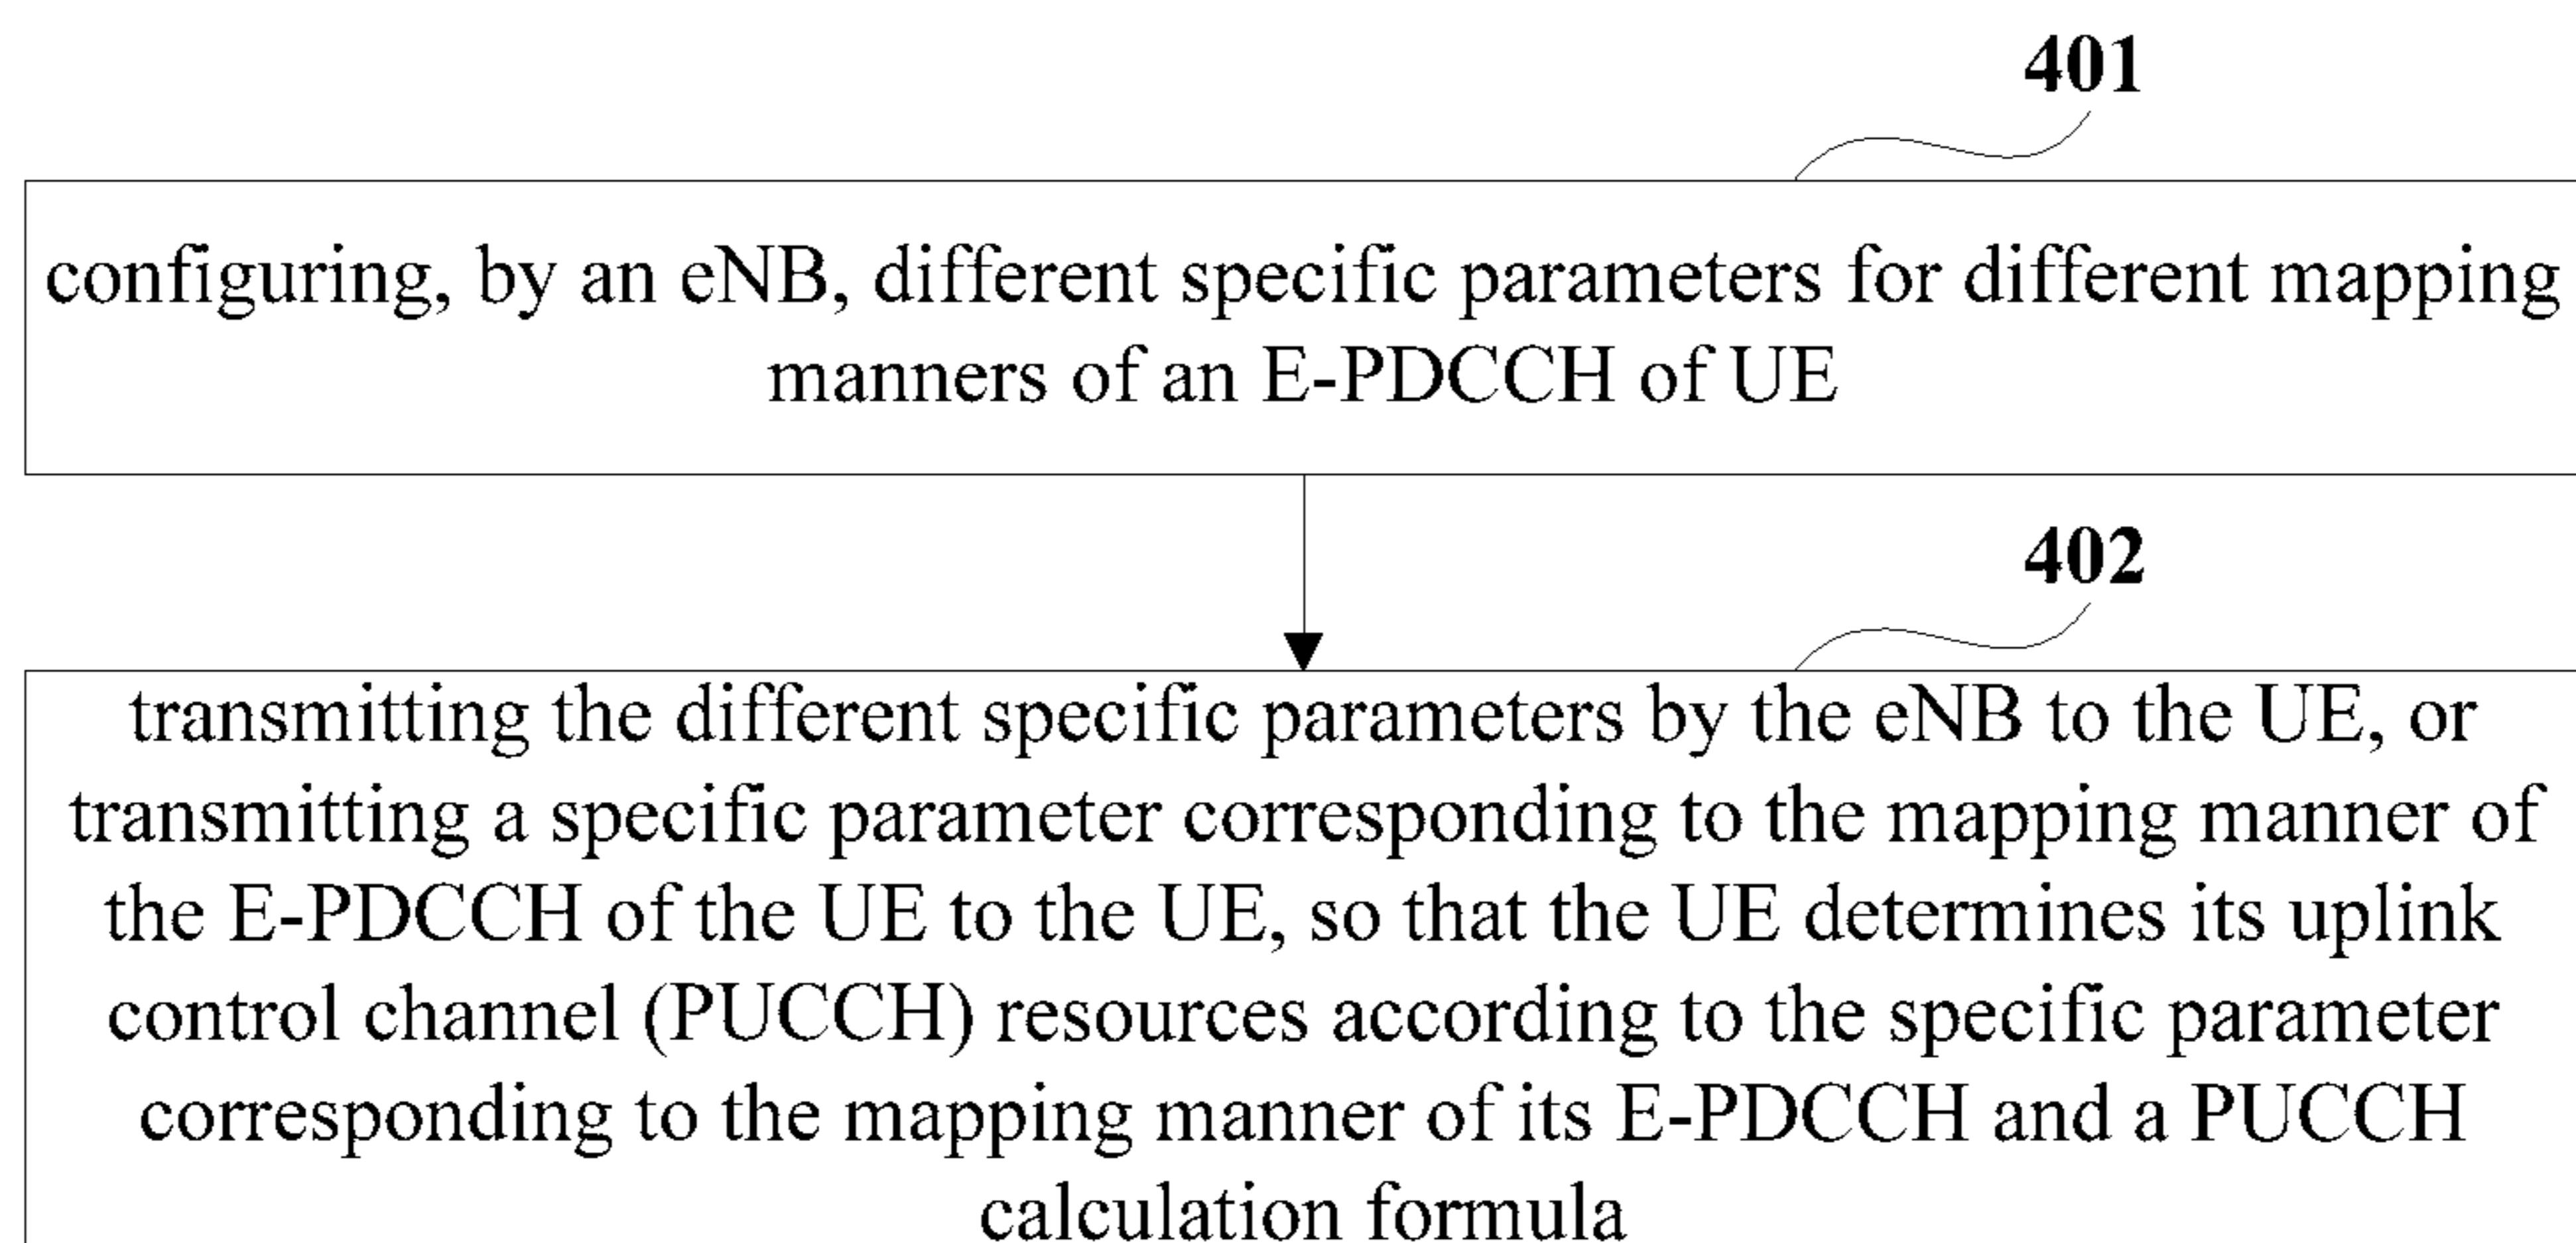 401
configuring, by an eNB, different specific parameters for different mapping
manners of an E-PDCCH of UE
402
transmitting the different specific parameters by the eNB to the UE, or
transmitting a specific parameter corresponding to the mapping manner of
the E-PDCCH of the UE to the UE, so that the UE determines its uplink
control channel (PUCCH) resources according to the specific parameter
corresponding to the mapping manner of its E-PDCCH and a PUCCH
calculation formula